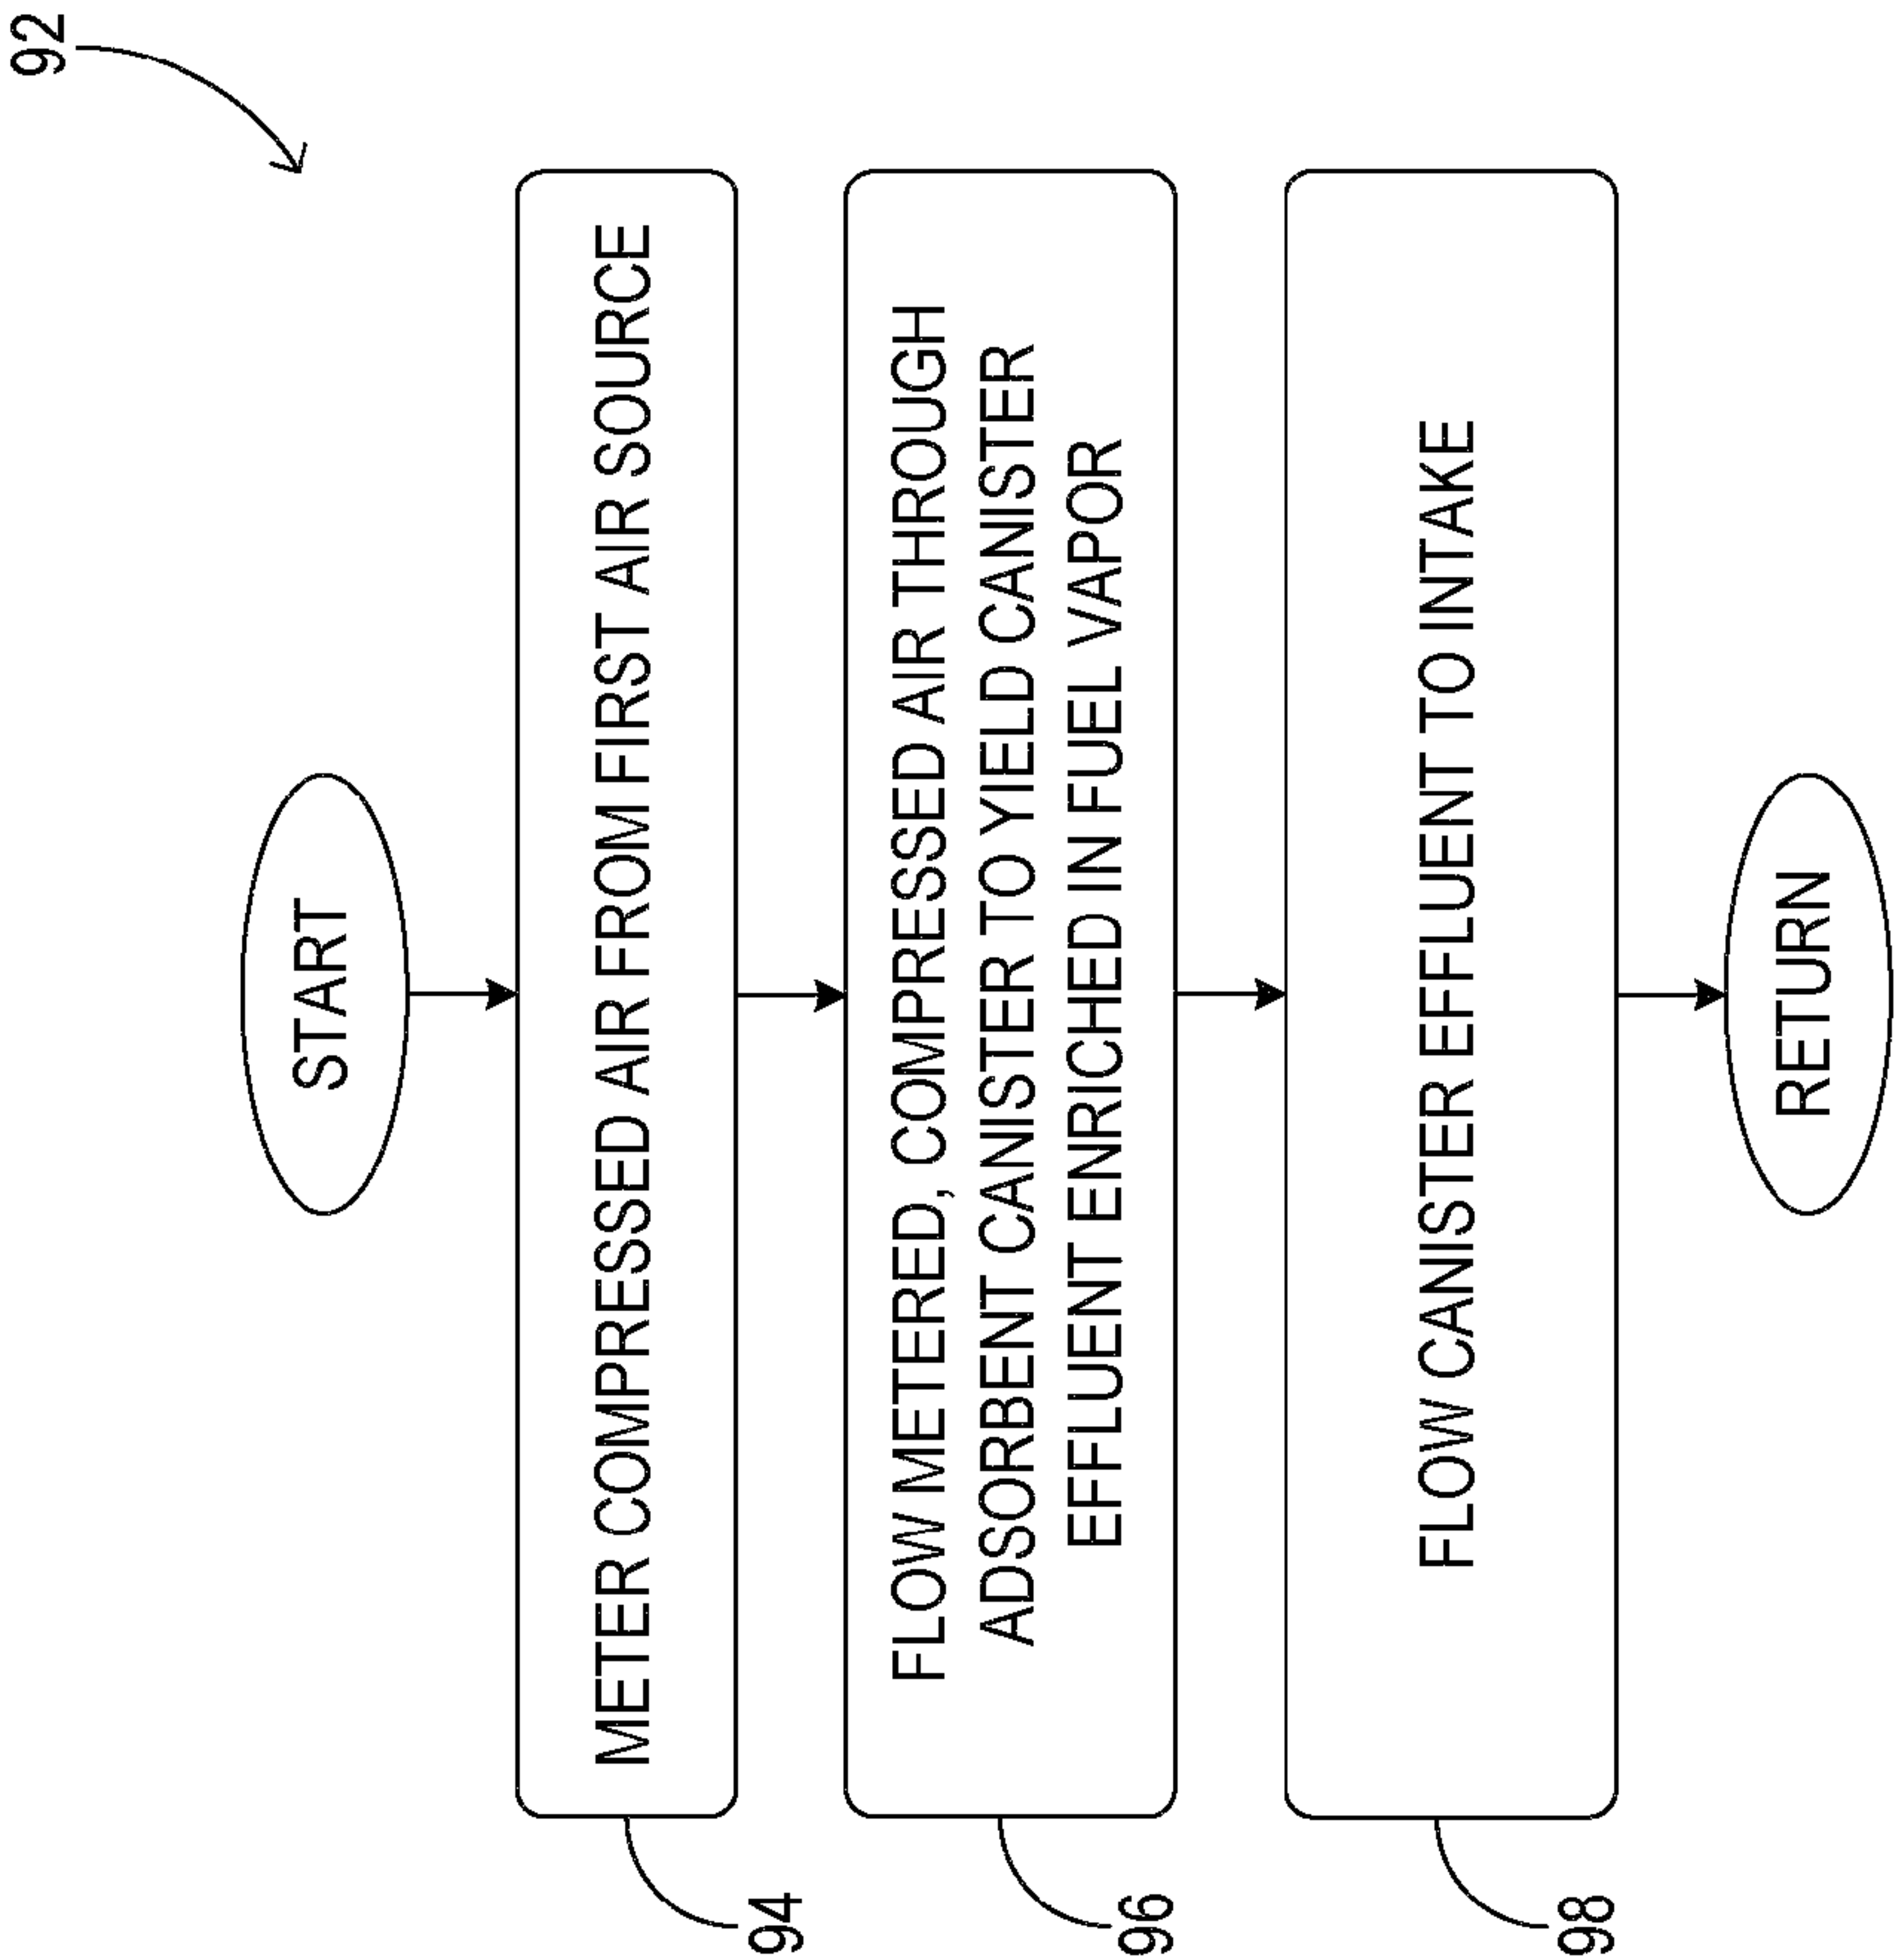 92
START
METER COMPRESSED AIR FROM FIRST AIR SOURCE
94
FLOW METERED, COMPRESSED AIR THROUGH
ADSORBENT CANISTER TO YIELD CANISTER
EFFLUENT ENRICHED IN FUEL VAPOR
96
FLOW CANISTER EFFLUENT TO INTAKE
98
RETURN